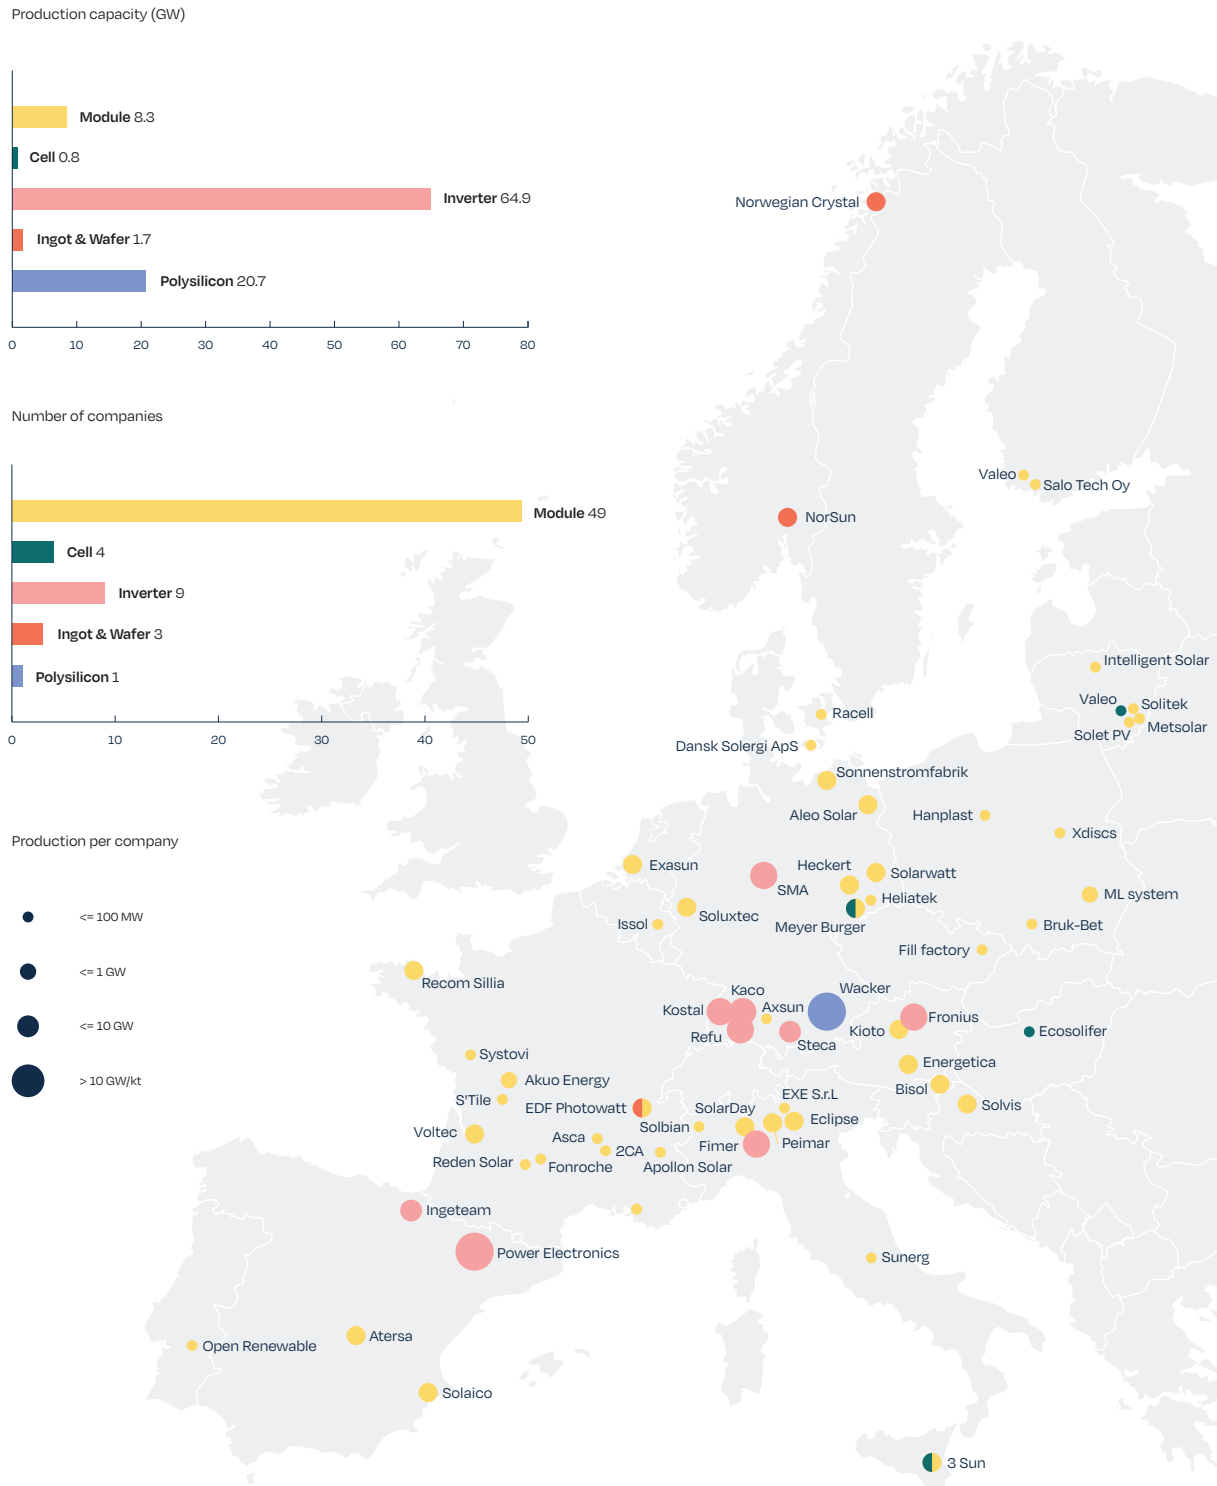 Production capacity (GW)
Module 8.3
Cell 0.8
Inverter 64.9
Ingot & Wafer 1.7
Polysilicon 20.7
0 10 20 30 40 50 60 70 80
Number of companies
Module 49
Cell 4
Inverter 9
Ingot & Wafer 3
Polysilicon 1
0 10 20 30 40 50
Production per company
<= 100 MW
<= 1 GW
<= 10 GW
> 10 GW/kt
Norwegian Crystal
Valeo
Salo Tech Oy
NorSun
Intelligent Solar
Valeo
Solitek
Racell
Metsolar
Solet PV
Dansk Solergi ApS
Sonnenstromfabrik
Aleo Solar
Hanplast
Xdiscs
Exasun
Heckert
Solarwatt
SMA
ML system
Heliatek
Soluxtec
Issol
Meyer Burger
Bruk-Bet
Fill factory
Recom Sillia
Wacker
Kaco
Kostal
Axsun
Fronius
Kioto
Ecosolifer
Refu
Steca
Systovi
Energetica
Akuo Energy
Bisol
EXE S.r.L
S'Tile
EDF Photowatt
SolarDay
Solvis
Eclipse
Solbian
Voltec
Asca
Fimer
Peimar
2CA
Reden Solar
Fonroche
Apollon Solar
Ingeteam
Power Electronics
Sunerg
Atersa
Open Renewable
Solaico
3 Sun